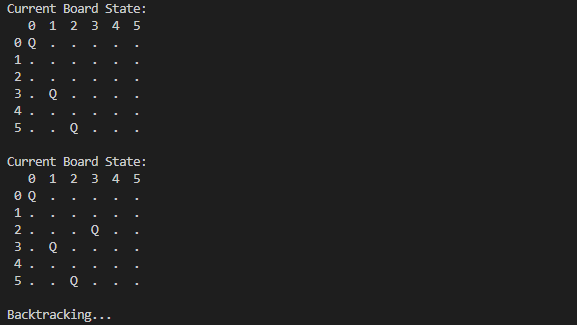 Current Board State:
   0  1  2  3  4  5
 0 Q  .  .  .  .  .
 1 .  .  .  .  .  .
 2 .  .  .  .  .  .
 3 .  Q  .  .  .  .
 4 .  .  .  .  .  .
 5 .  .  Q  .  .  .

Current Board State:
   0  1  2  3  4  5
 0 Q  .  .  .  .  .
 1 .  .  .  .  .  .
 2 .  .  .  Q  .  .
 3 .  Q  .  .  .  .
 4 .  .  .  .  .  .
 5 .  .  Q  .  .  .

Backtracking...